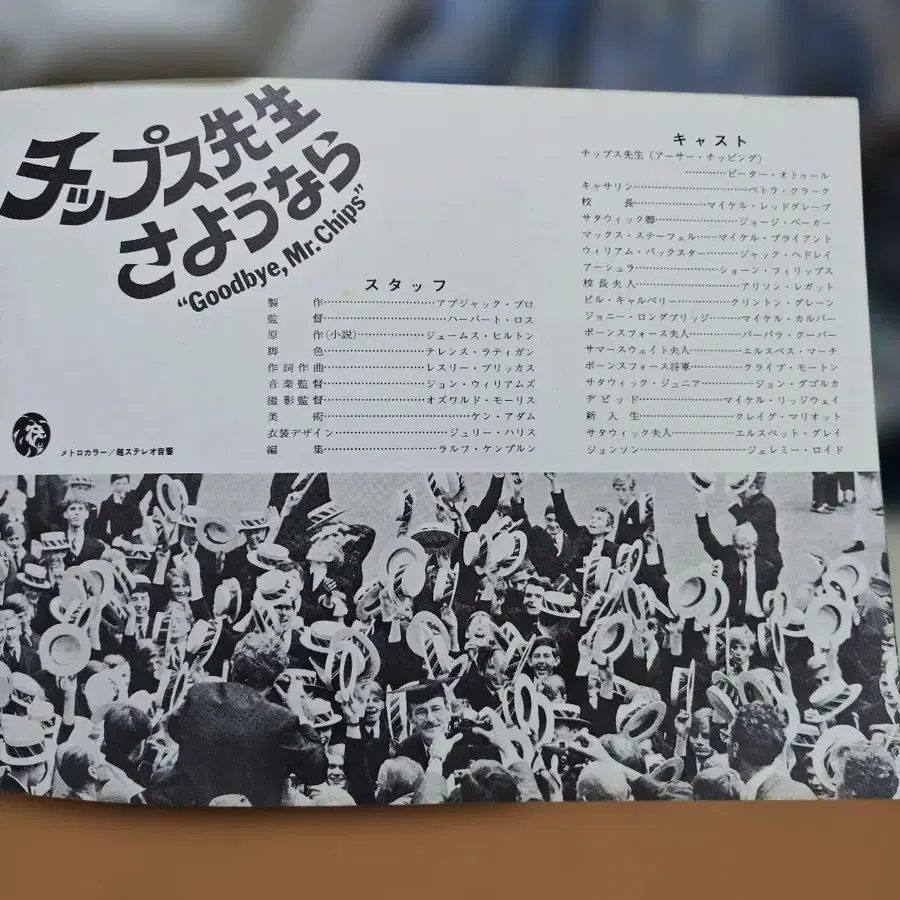 チップス先生
さようなら
"Goodbye, Mr. Chips"
スタッフ
製作……アプジャック・プロ
監督……ハーバート・ロス
原作(小説)……ジェームス・ヒルトン
脚色……テレンス・ラティガン
作詞作曲……レスリー・ブリッカス
音楽監督……ジョン・ウィリアムズ
撮影監督……オズワルド・モーリス
美術……ケン・アダム
衣装デザイン……ジュリー・ハリス
編集……ラルフ・ケンプルン
メトロカラー/超ステレオ音響
キャスト
チップス先生(アーサー・チッピング)
……ピーター・オトゥール
キャサリン……ペトラ・クラーク
校長……マイケル・レッドグレーブ
サタウィック卿……ジョージ・ベーカー
マックス・ステーフェル……マイケル・ブライアント
ウィリアム・バックスター……ジャック・ヘドレイ
アーシュラ……ショーン・フィリップス
校長夫人……アリソン・レガット
ビル・キャルベリー……クリントン・グレーン
ジョニー・ロングブリッジ……マイケル・カルバー
ボーンスフォース夫人……バーバラ・クーパー
サマースウェイト夫人……エルスペス・マーチ
ボーンスフォース将軍……クライブ・モートン
サタウィック・ジュニア……ジョン・グゴルカ
デビッド……マイケル・リッジウェイ
新入生……クレイグ・マリオット
サタウィック夫人……エルスペット・グレイ
ジョンソン……ジェレミー・ロイド